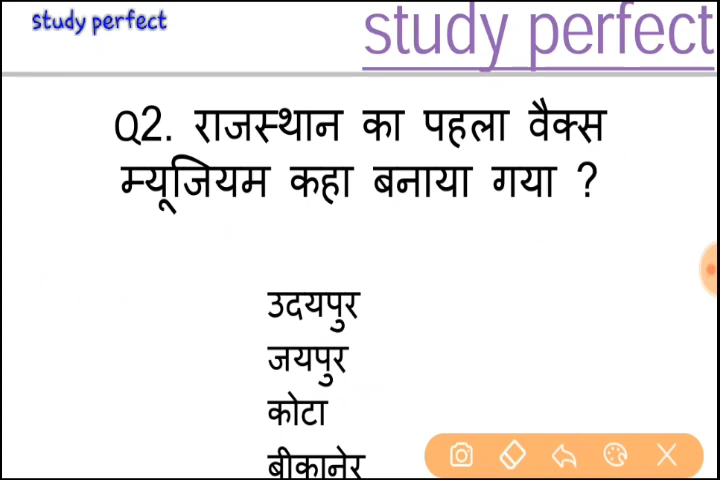 study perfect
study perfect
Q2. राजस्थान का पहला वैक्स
म्यूजियम कहा बनाया गया ?
उदयपुर
जयपुर
कोटा
बीकानेर